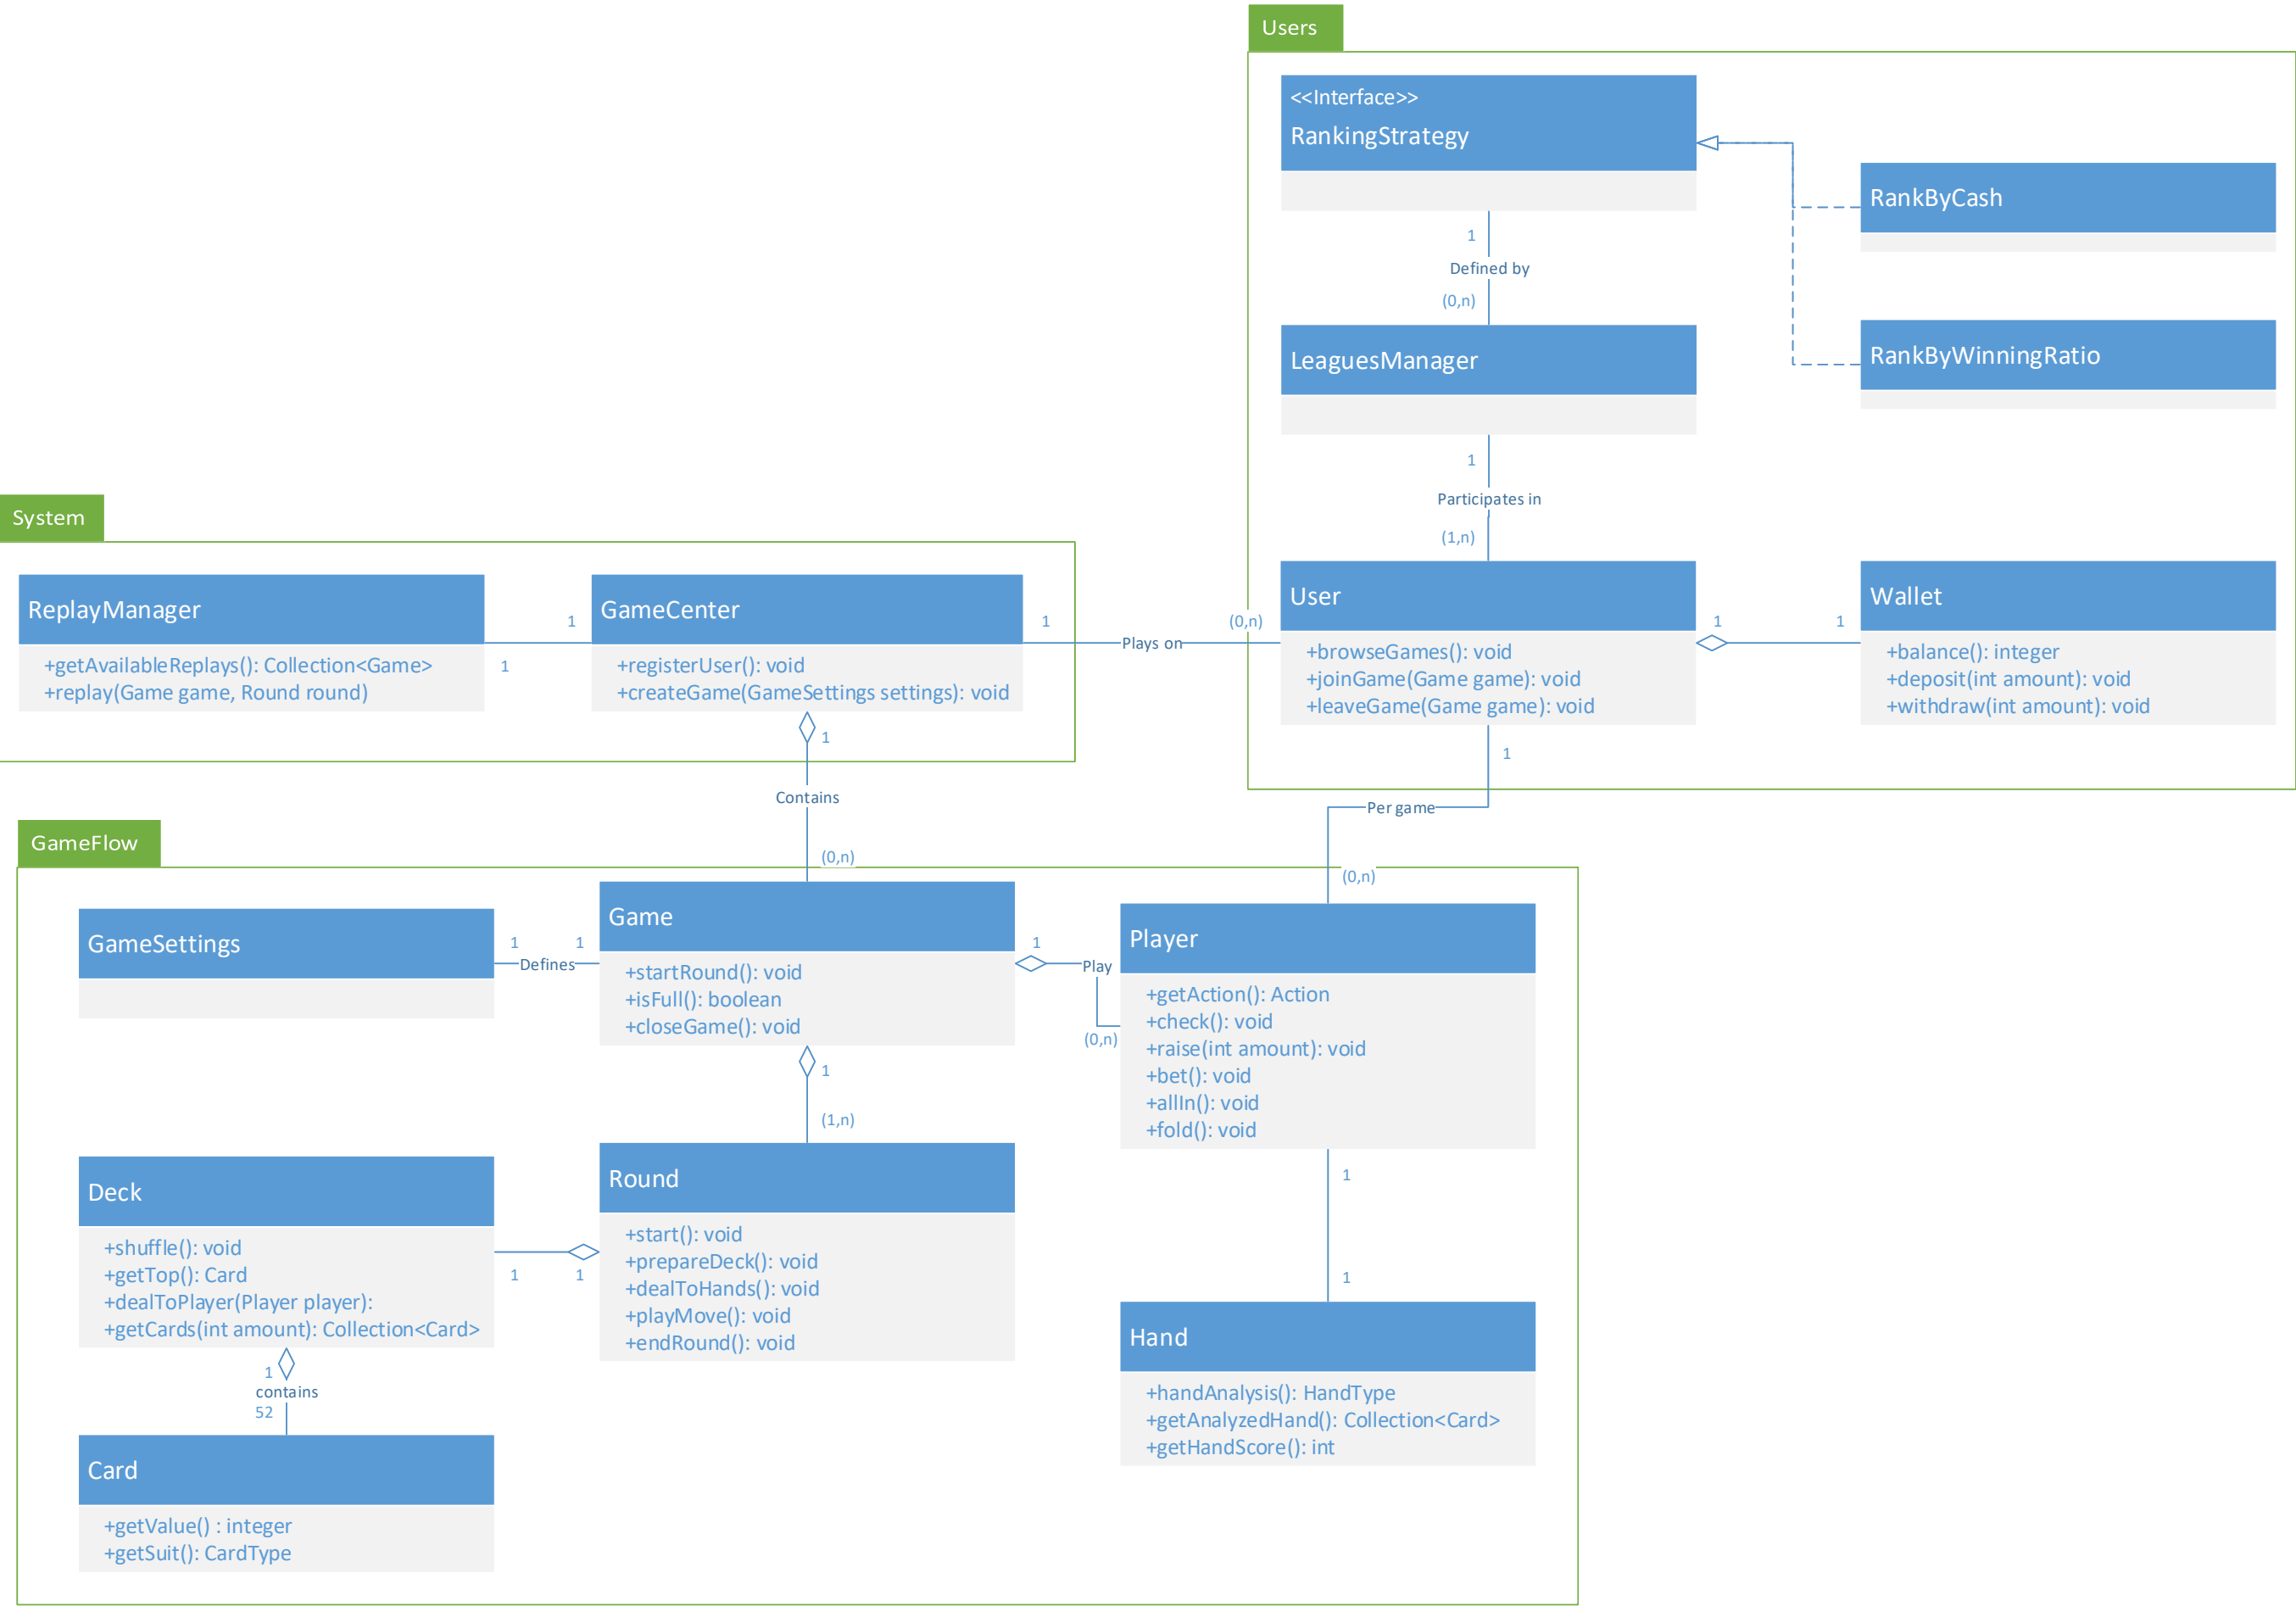 Users
<<Interface>>
RankingStrategy
RankByCash
1
Defined by
(0,n)
LeaguesManager
RankByWinningRatio
1
Participates in
(1,n)
System
ReplayManager
+getAvailableReplays(): Collection<Game>
+replay(Game game, Round round)
1
1
GameCenter
+registerUser(): void
+createGame(GameSettings settings): void
1
Plays on
(0,n)
User
+browseGames(): void
+joinGame(Game game): void
+leaveGame(Game game): void
1
1
Wallet
+balance(): integer
+deposit(int amount): void
+withdraw(int amount): void
1
Contains
(0,n)
1
Per game
(0,n)
GameFlow
GameSettings
1
Defines
1
Game
+startRound(): void
+isFull(): boolean
+closeGame(): void
1
Play
(0,n)
Player
+getAction(): Action
+check(): void
+raise(int amount): void
+bet(): void
+allIn(): void
+fold(): void
1
(1,n)
Deck
+shuffle(): void
+getTop(): Card
+dealToPlayer(Player player):
+getCards(int amount): Collection<Card>
1
1
Round
+start(): void
+prepareDeck(): void
+dealToHands(): void
+playMove(): void
+endRound(): void
1
1
Hand
+handAnalysis(): HandType
+getAnalyzedHand(): Collection<Card>
+getHandScore(): int
1
contains
52
Card
+getValue() : integer
+getSuit(): CardType